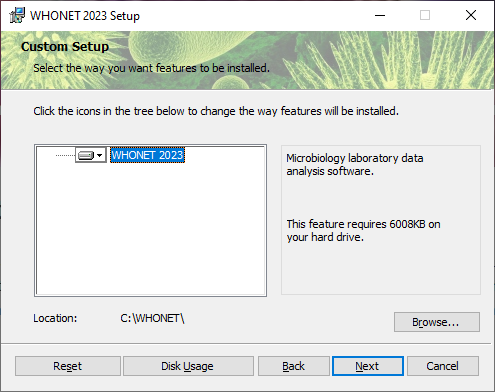 WHONET 2023 Setup
Custom Setup
Select the way you want features to be installed.
Click the icons in the tree below to change the way features will be installed.
WHONET 2023
Microbiology laboratory data
analysis software.
This feature requires 6008KB on
your hard drive.
Location: C:\WHONET\
Browse...
Reset Disk Usage Back Next Cancel